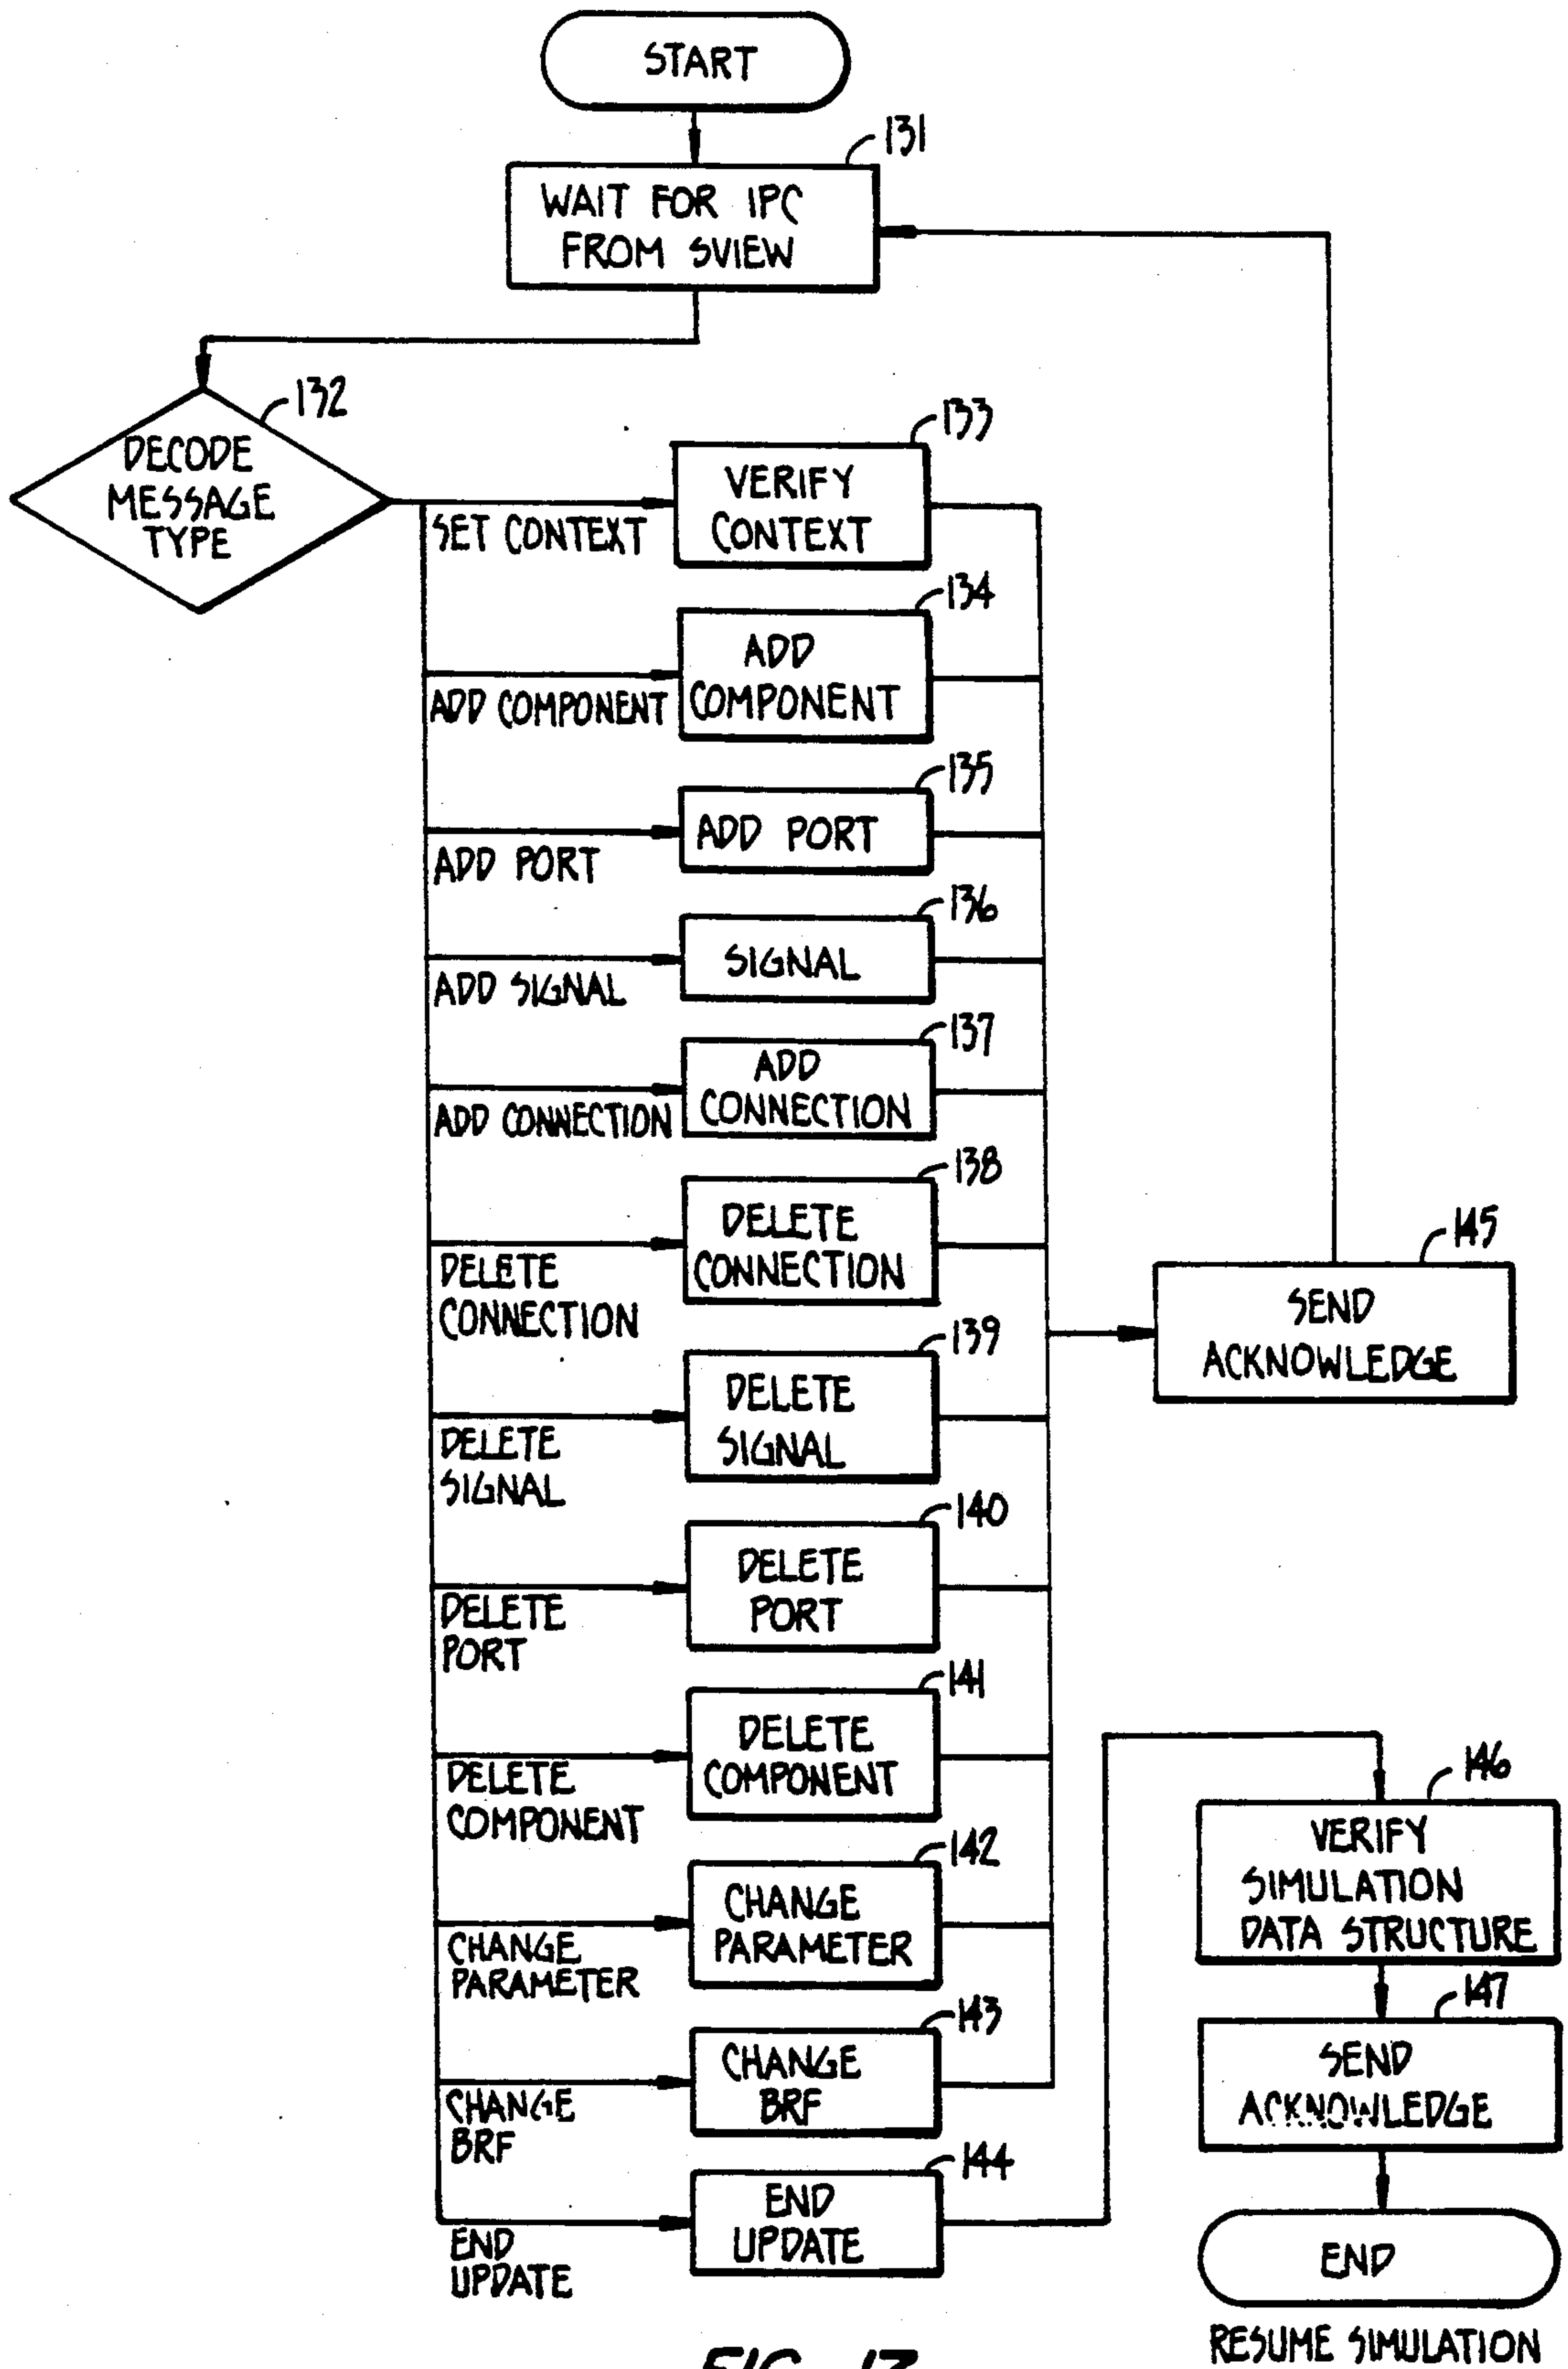 START
131
WAIT FOR IPC
FROM SVIEW
132
DECODE
MESSAGE
TYPE
133
SET CONTEXT
VERIFY
CONTEXT
134
ADD COMPONENT
ADD
COMPONENT
135
ADD PORT
ADD PORT
136
ADD SIGNAL
SIGNAL
137
ADD CONNECTION
ADD
CONNECTION
138
DELETE
CONNECTION
DELETE
CONNECTION
139
DELETE
SIGNAL
DELETE
SIGNAL
140
DELETE
PORT
DELETE
PORT
141
DELETE
COMPONENT
DELETE
COMPONENT
142
CHANGE
PARAMETER
CHANGE
PARAMETER
143
CHANGE
BRF
CHANGE
BRF
144
END
UPDATE
END
UPDATE
145
SEND
ACKNOWLEDGE
146
VERIFY
SIMULATION
DATA STRUCTURE
147
SEND
ACKNOWLEDGE
END
RESUME SIMULATION